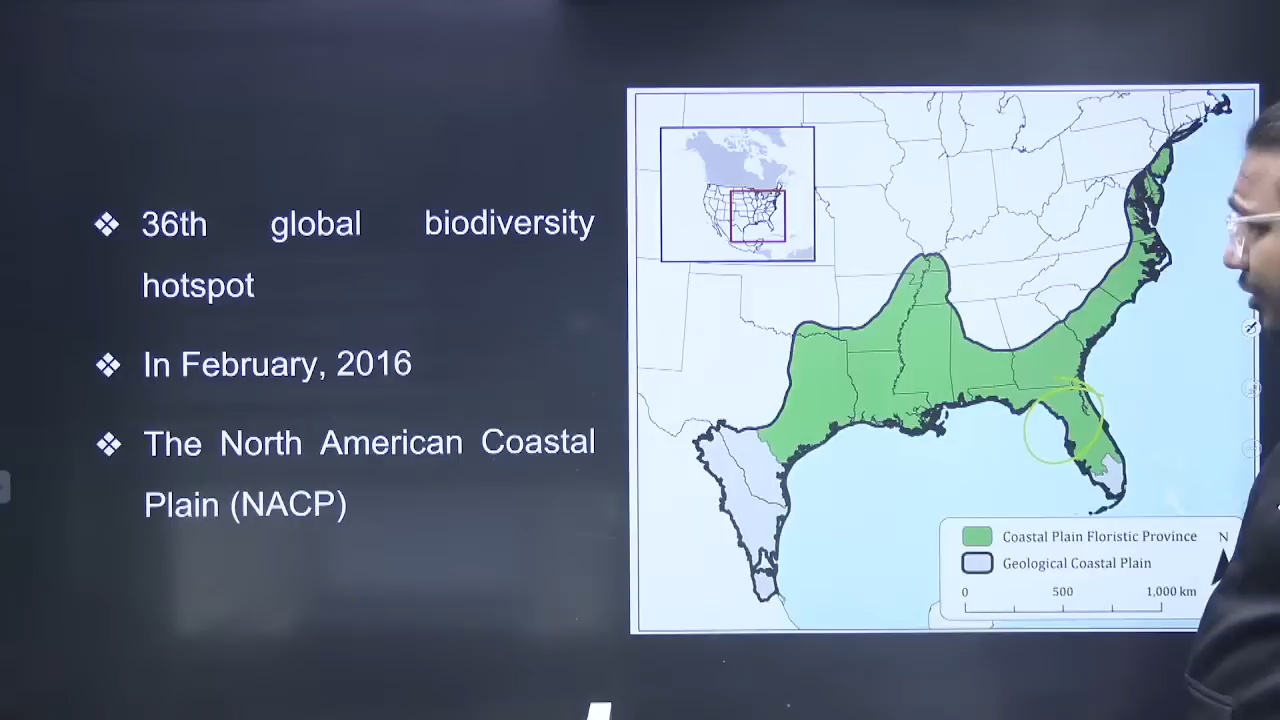 ❖ 36th global biodiversity
hotspot
❖ In February, 2016
❖ The North American Coastal
Plain (NACP)
Coastal Plain Floristic Province
N
Geological Coastal Plain
0 500 1,000 km